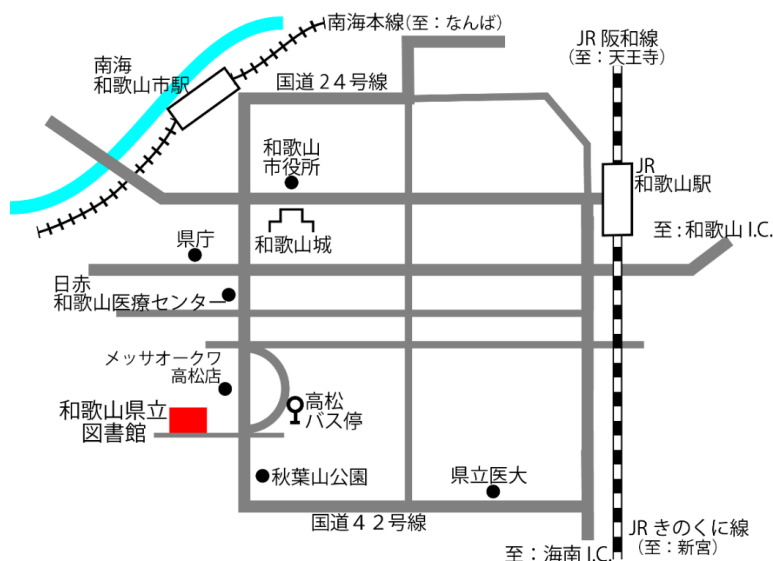 南海本線(至：なんば)
JR 阪和線
(至：天王寺)
南海
和歌山市駅
国道 2４号線
和歌山
市役所
JR
和歌山駅
県庁
和歌山城
至：和歌山 I.C.
日赤
和歌山医療センター
メッサオークワ
高松店
和歌山県立
図書館
高松
バス停
秋葉山公園
県立医大
国道４２号線
JR きのくに線
(至：新宮)
至：海南 I.C.